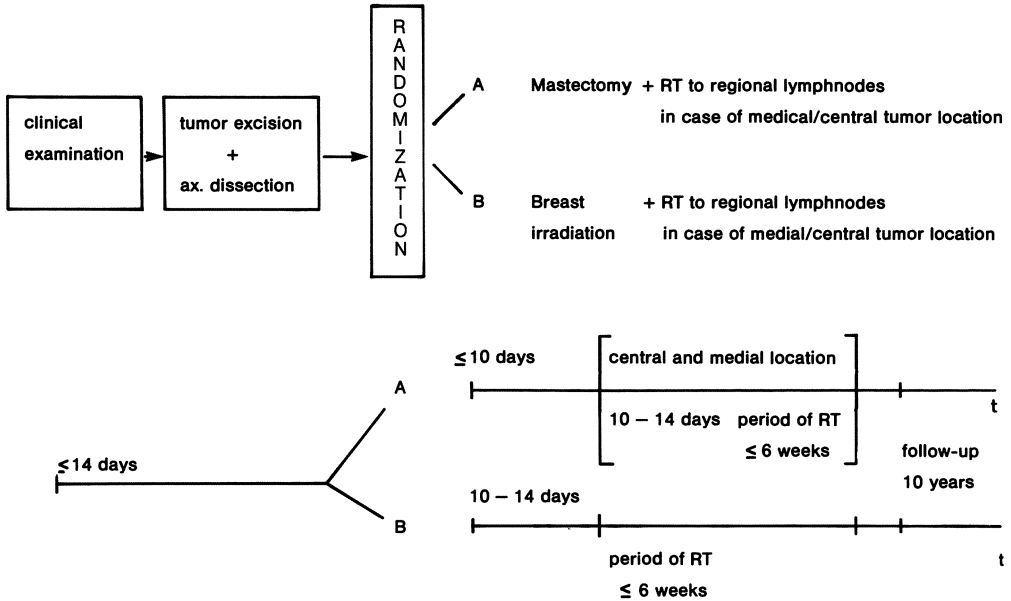 clinical
examination
tumor excision
+
ax. dissection
RANDOMIZATION
A Mastectomy + RT to regional lymphnodes
in case of medical/central tumor location
B Breast + RT to regional lymphnodes
irradiation in case of medial/central tumor location
≤14 days
A
B
≤10 days
central and medial location
10 – 14 days period of RT
≤ 6 weeks
t
follow-up
10 years
10 – 14 days
t
period of RT
≤ 6 weeks